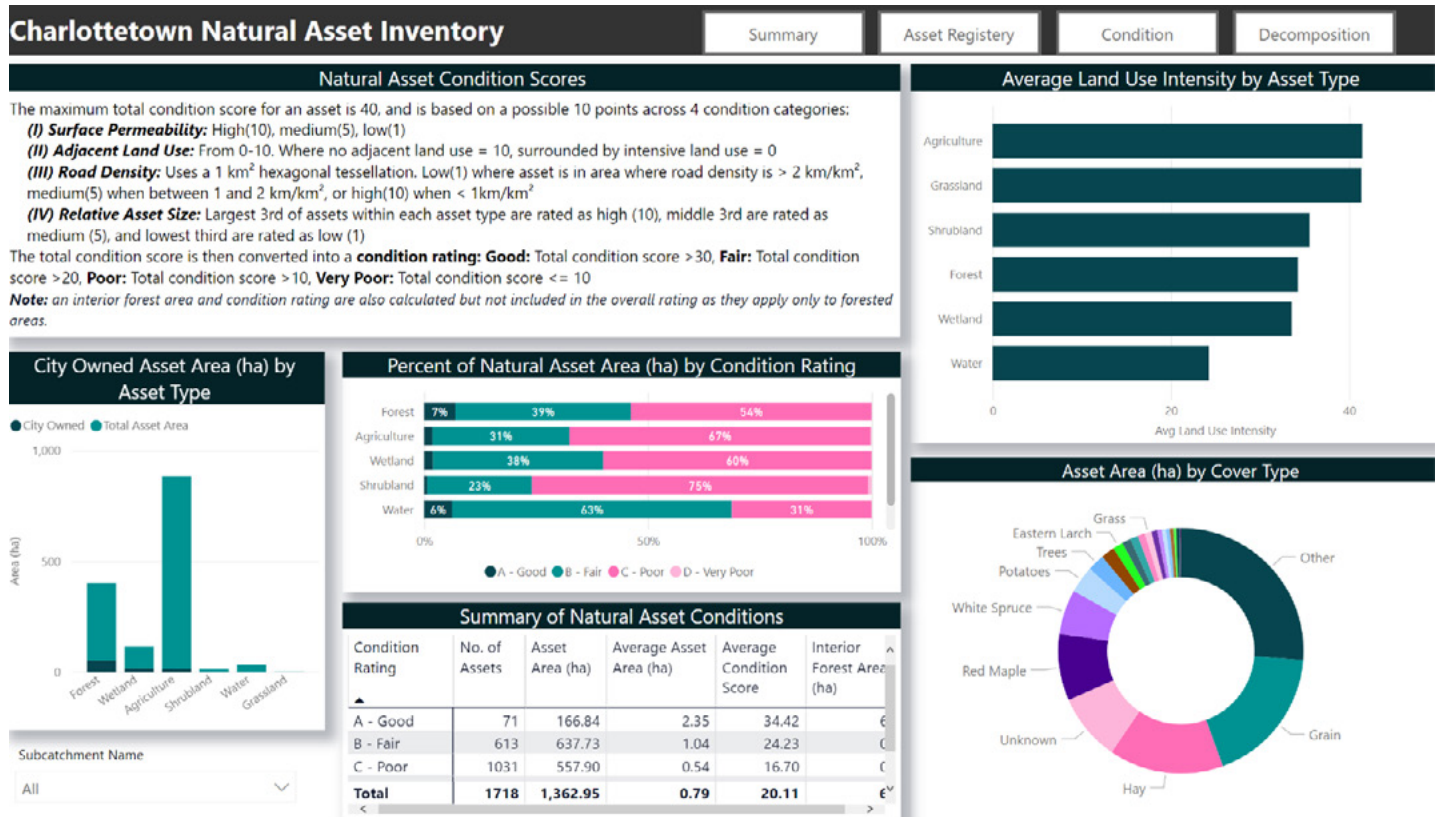 Charlottetown Natural Asset Inventory
Summary
Asset Registery
Condition
Decomposition
Natural Asset Condition Scores
The maximum total condition score for an asset is 40, and is based on a possible 10 points across 4 condition categories:
(I) Surface Permeability: High(10), medium(5), low(1)
(II) Adjacent Land Use: From 0-10. Where no adjacent land use = 10, surrounded by intensive land use = 0
(III) Road Density: Uses a 1 km² hexagonal tessellation. Low(1) where asset is in area where road density is > 2 km/km²,
medium(5) when between 1 and 2 km/km², or high(10) when < 1km/km²
(IV) Relative Asset Size: Largest 3rd of assets within each asset type are rated as high (10), middle 3rd are rated as
medium (5), and lowest third are rated as low (1)
The total condition score is then converted into a condition rating: Good: Total condition score >30, Fair: Total condition
score >20, Poor: Total condition score >10, Very Poor: Total condition score <= 10
Note: an interior forest area and condition rating are also calculated but not included in the overall rating as they apply only to forested
areas.
Average Land Use Intensity by Asset Type
Agriculture
Grassland
Shrubland
Forest
Wetland
Water
0 20 40
Avg Land Use Intensity
City Owned Asset Area (ha) by
Asset Type
City Owned Total Asset Area
1,000
500
0
Area (ha)
Forest Wetland Agriculture Shrubland Water Grassland
Subcatchment Name
All
Percent of Natural Asset Area (ha) by Condition Rating
Forest 7% 39% 54%
Agriculture 31% 67%
Wetland 38% 60%
Shrubland 23% 75%
Water 6% 63% 31%
0% 50% 100%
A - Good B - Fair C - Poor D - Very Poor
Summary of Natural Asset Conditions
Condition No. of Asset Average Asset Average Interior
Rating Assets Area (ha) Area (ha) Condition Forest Area
Score (ha)
A - Good 71 166.84 2.35 34.42
B - Fair 613 637.73 1.04 24.23
C - Poor 1031 557.90 0.54 16.70
Total 1718 1,362.95 0.79 20.11
Asset Area (ha) by Cover Type
Grass
Eastern Larch
Trees
Potatoes
White Spruce
Red Maple
Unknown
Hay
Grain
Other